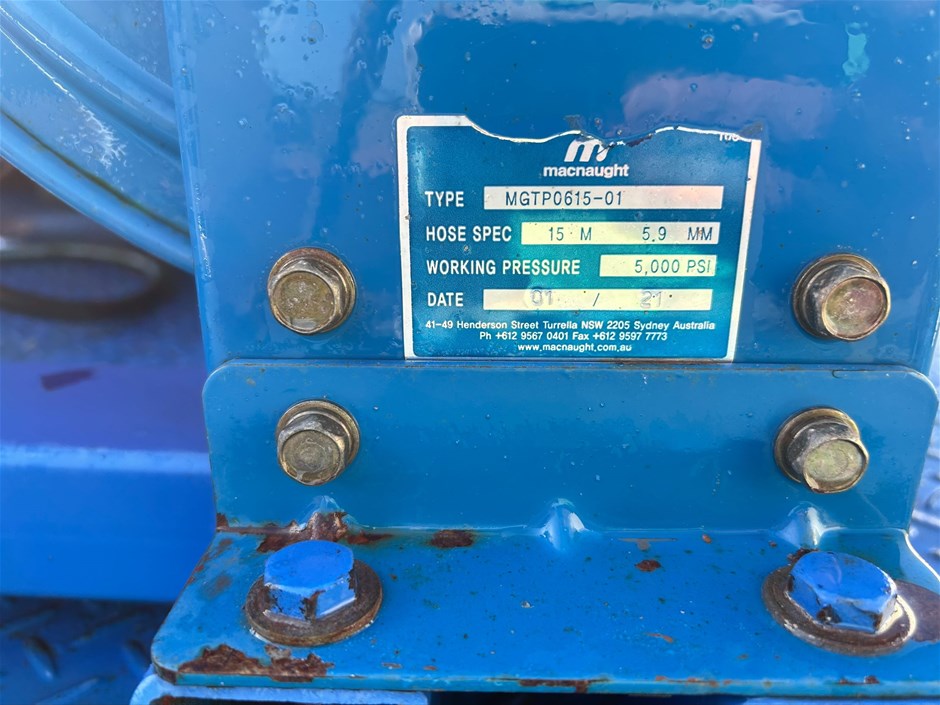 macnaught
TYPE MGTP0615-01
HOSE SPEC 15 M 5.9 MM
WORKING PRESSURE 5,000 PSI
DATE 01 / 21
41-49 Henderson Street Turrella NSW 2205 Sydney Australia
Ph +612 9567 0401 Fax +612 9597 7773
www.macnaught.com.au